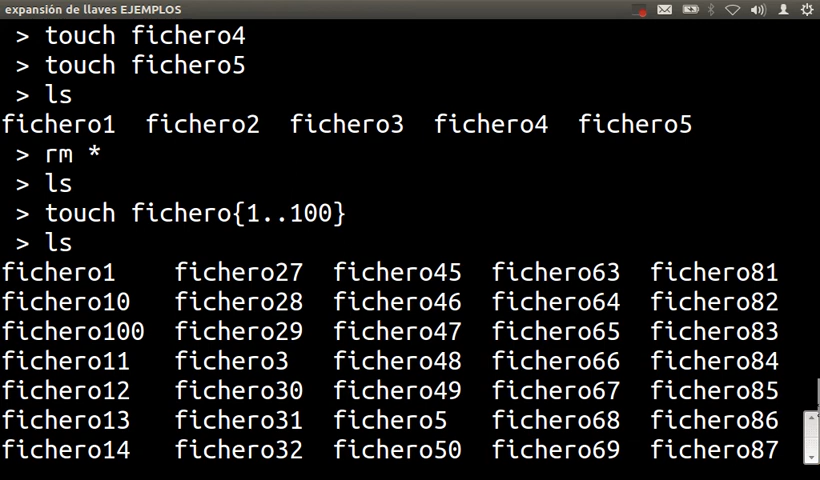 expansión de llaves EJEMPLOS
> touch fichero4
> touch fichero5
> ls
fichero1 fichero2 fichero3 fichero4 fichero5
> rm *
> ls
> touch fichero{1..100}
> ls
fichero1 fichero27 fichero45 fichero63 fichero81
fichero10 fichero28 fichero46 fichero64 fichero82
fichero100 fichero29 fichero47 fichero65 fichero83
fichero11 fichero3 fichero48 fichero66 fichero84
fichero12 fichero30 fichero49 fichero67 fichero85
fichero13 fichero31 fichero5 fichero68 fichero86
fichero14 fichero32 fichero50 fichero69 fichero87